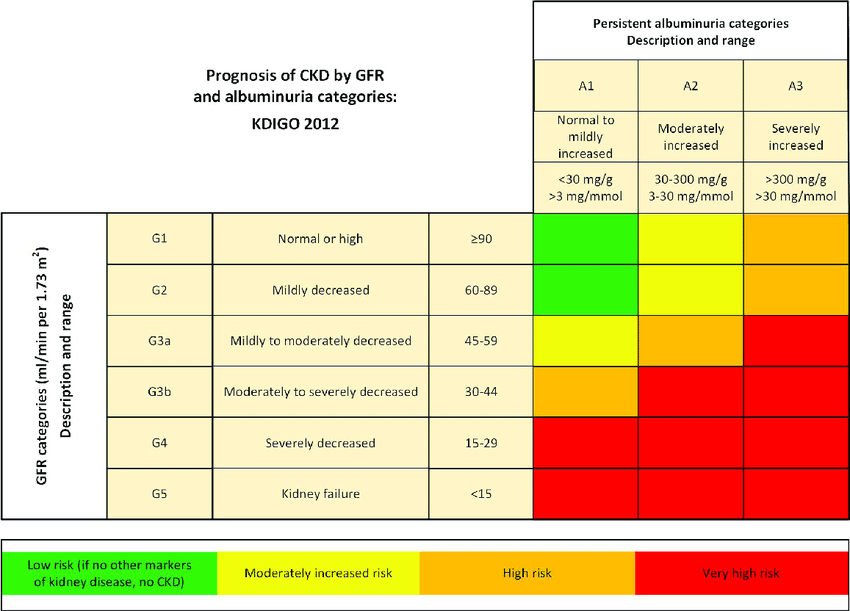 Prognosis of CKD by GFR
and albuminuria categories:
KDIGO 2012
Persistent albuminuria categories
Description and range
A1
A2
A3
Normal to
mildly
increased
Moderately
increased
Severely
increased
<30 mg/g
>3 mg/mmol
30-300 mg/g
3-30 mg/mmol
>300 mg/g
>30 mg/mmol
GFR categories (ml/min per 1.73 m²)
Description and range
G1
Normal or high
≥90
G2
Mildly decreased
60-89
G3a
Mildly to moderately decreased
45-59
G3b
Moderately to severely decreased
30-44
G4
Severely decreased
15-29
G5
Kidney failure
<15
Low risk (if no other markers
of kidney disease, no CKD)
Moderately increased risk
High risk
Very high risk